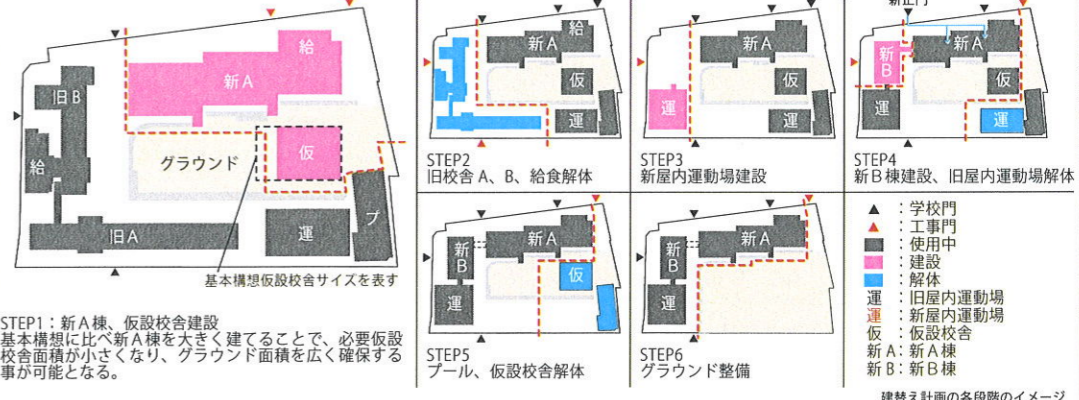 給
新A
旧B
グラウンド
仮
給
プ
旧A
運
基本構想仮設校舎サイズを表す
STEP1：新A棟、仮設校舎建設
基本構想に比べ新A棟を大きく建てることで、必要仮設
校舎面積が小さくなり、グラウンド面積を広く確保する
事が可能となる。
給
新A
仮
運
STEP2
旧校舎A、B、給食解体
新A
仮
運
運
STEP3
新屋内運動場建設
新正門
新A
新B
仮
運
運
STEP4
新B棟建設、旧屋内運動場解体
新A
新B
仮
運
STEP5
プール、仮設校舎解体
新A
新B
運
STEP6
グラウンド整備
▲：学校門
▲：工事門
：使用中
：建設
：解体
運：旧屋内運動場
運：新屋内運動場
仮：仮設校舎
新A：新A棟
新B：新B棟
建替え計画の各段階のイメージ